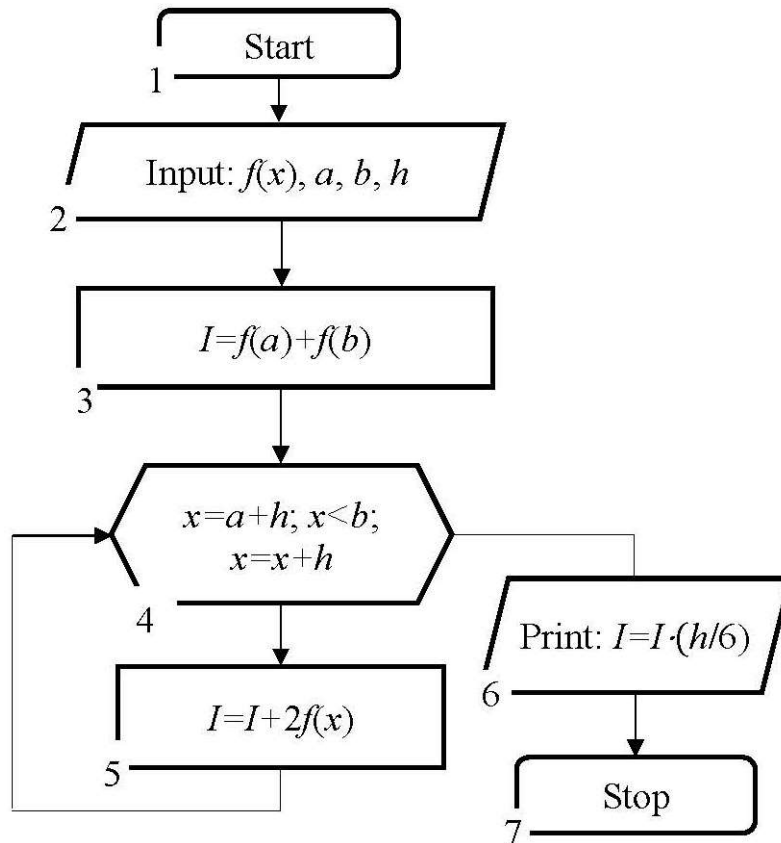 Start
1
Input: f(x), a, b, h
2
I=f(a)+f(b)
3
x=a+h; x<b;
x=x+h
4
I=I+2f(x)
5
Print: I=I·(h/6)
6
Stop
7